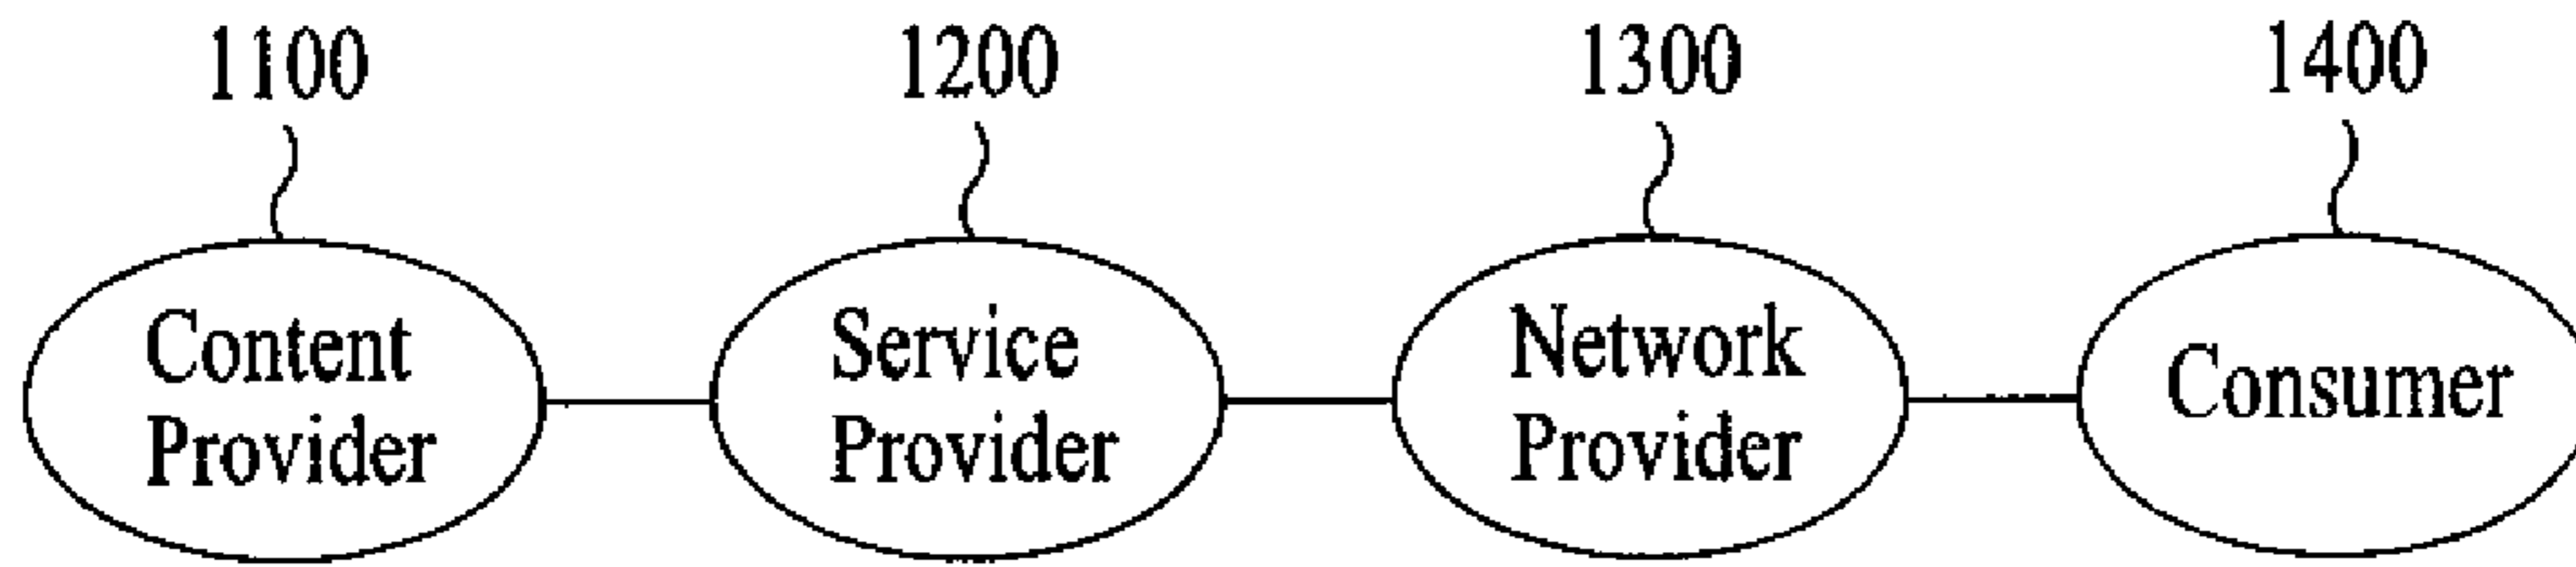 1100
1200
1300
1400
Content
Provider
Service
Provider
Network
Provider
Consumer